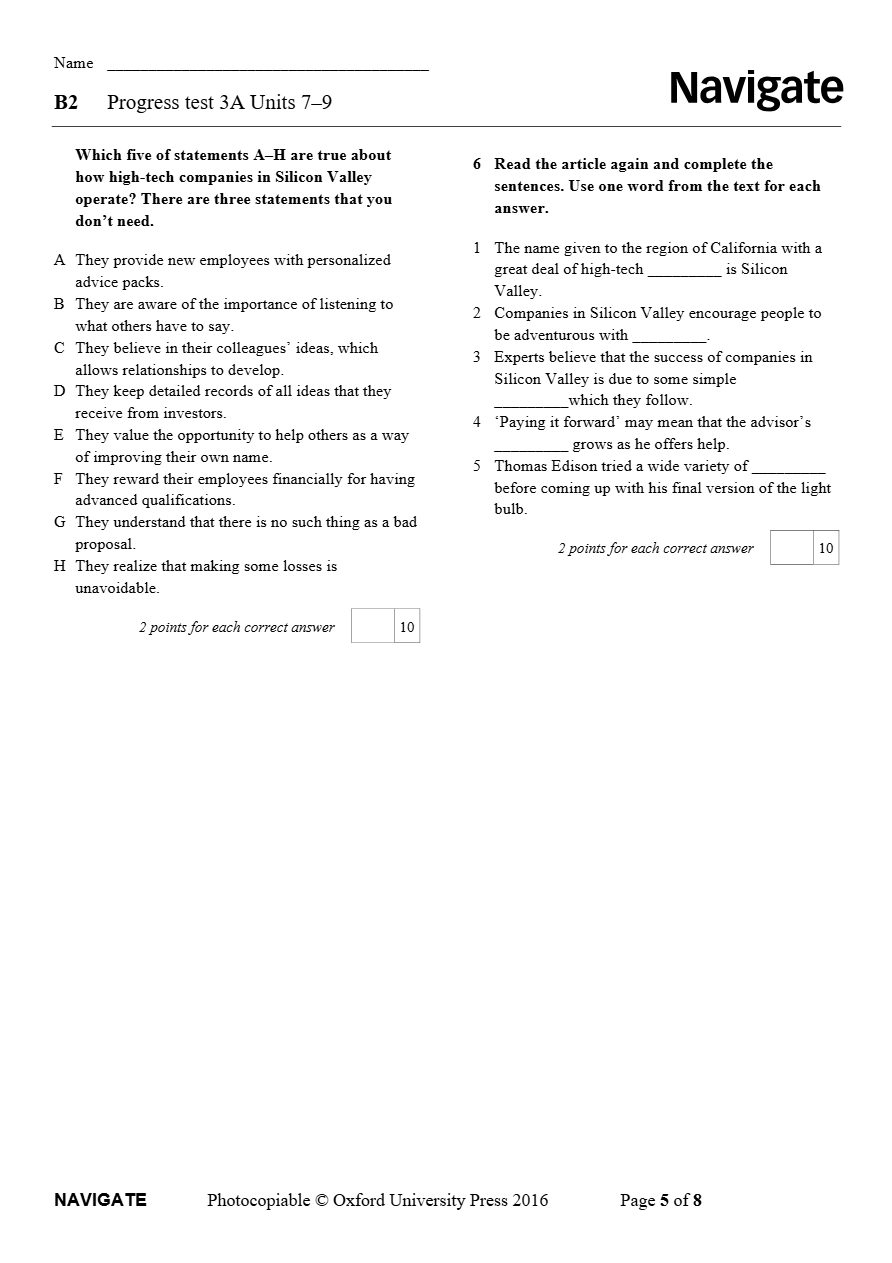 Name ________________________________________
Navigate
B2 Progress test 3A Units 7–9
Which five of statements A–H are true about
how high-tech companies in Silicon Valley
operate? There are three statements that you
don’t need.
A They provide new employees with personalized
advice packs.
B They are aware of the importance of listening to
what others have to say.
C They believe in their colleagues’ ideas, which
allows relationships to develop.
D They keep detailed records of all ideas that they
receive from investors.
E They value the opportunity to help others as a way
of improving their own name.
F They reward their employees financially for having
advanced qualifications.
G They understand that there is no such thing as a bad
proposal.
H They realize that making some losses is
unavoidable.
2 points for each correct answer 10
6 Read the article again and complete the
sentences. Use one word from the text for each
answer.
1 The name given to the region of California with a
great deal of high-tech _________ is Silicon
Valley.
2 Companies in Silicon Valley encourage people to
be adventurous with _________.
3 Experts believe that the success of companies in
Silicon Valley is due to some simple
_________which they follow.
4 ‘Paying it forward’ may mean that the advisor’s
_________ grows as he offers help.
5 Thomas Edison tried a wide variety of _________
before coming up with his final version of the light
bulb.
2 points for each correct answer 10
NAVIGATE Photocopiable © Oxford University Press 2016 Page 5 of 8